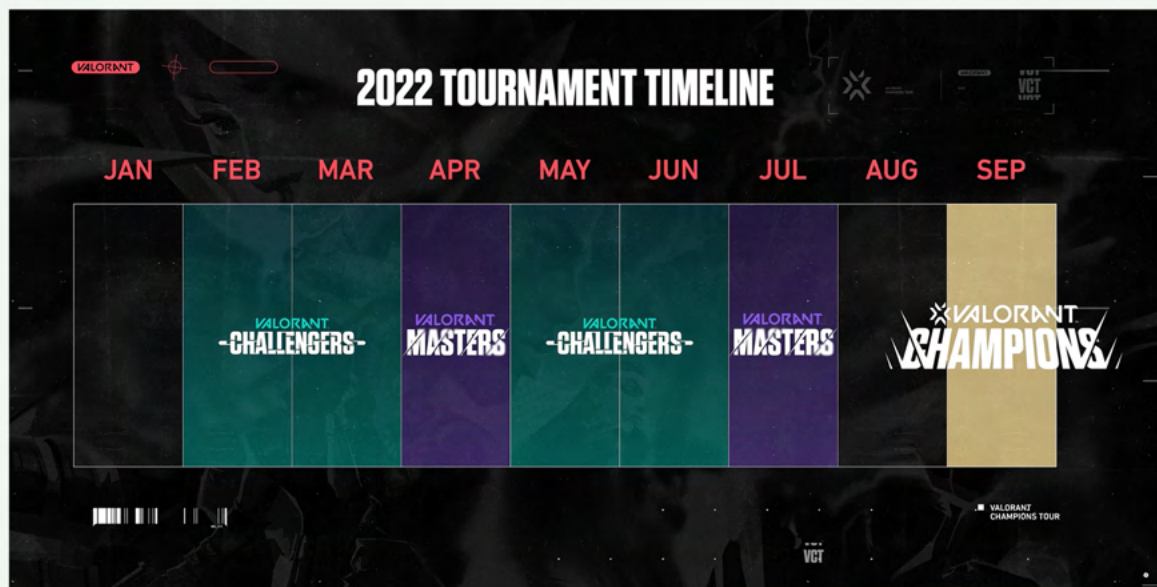 VALORANT
2022 TOURNAMENT TIMELINE
VALORANT
VCT
JAN FEB MAR APR MAY JUN JUL AUG SEP
VALORANT
CHALLENGERS
VALORANT
MASTERS
VALORANT
CHALLENGERS
VALORANT
MASTERS
VALORANT
CHAMPIONS
VALORANT
CHAMPIONS TOUR
VCT